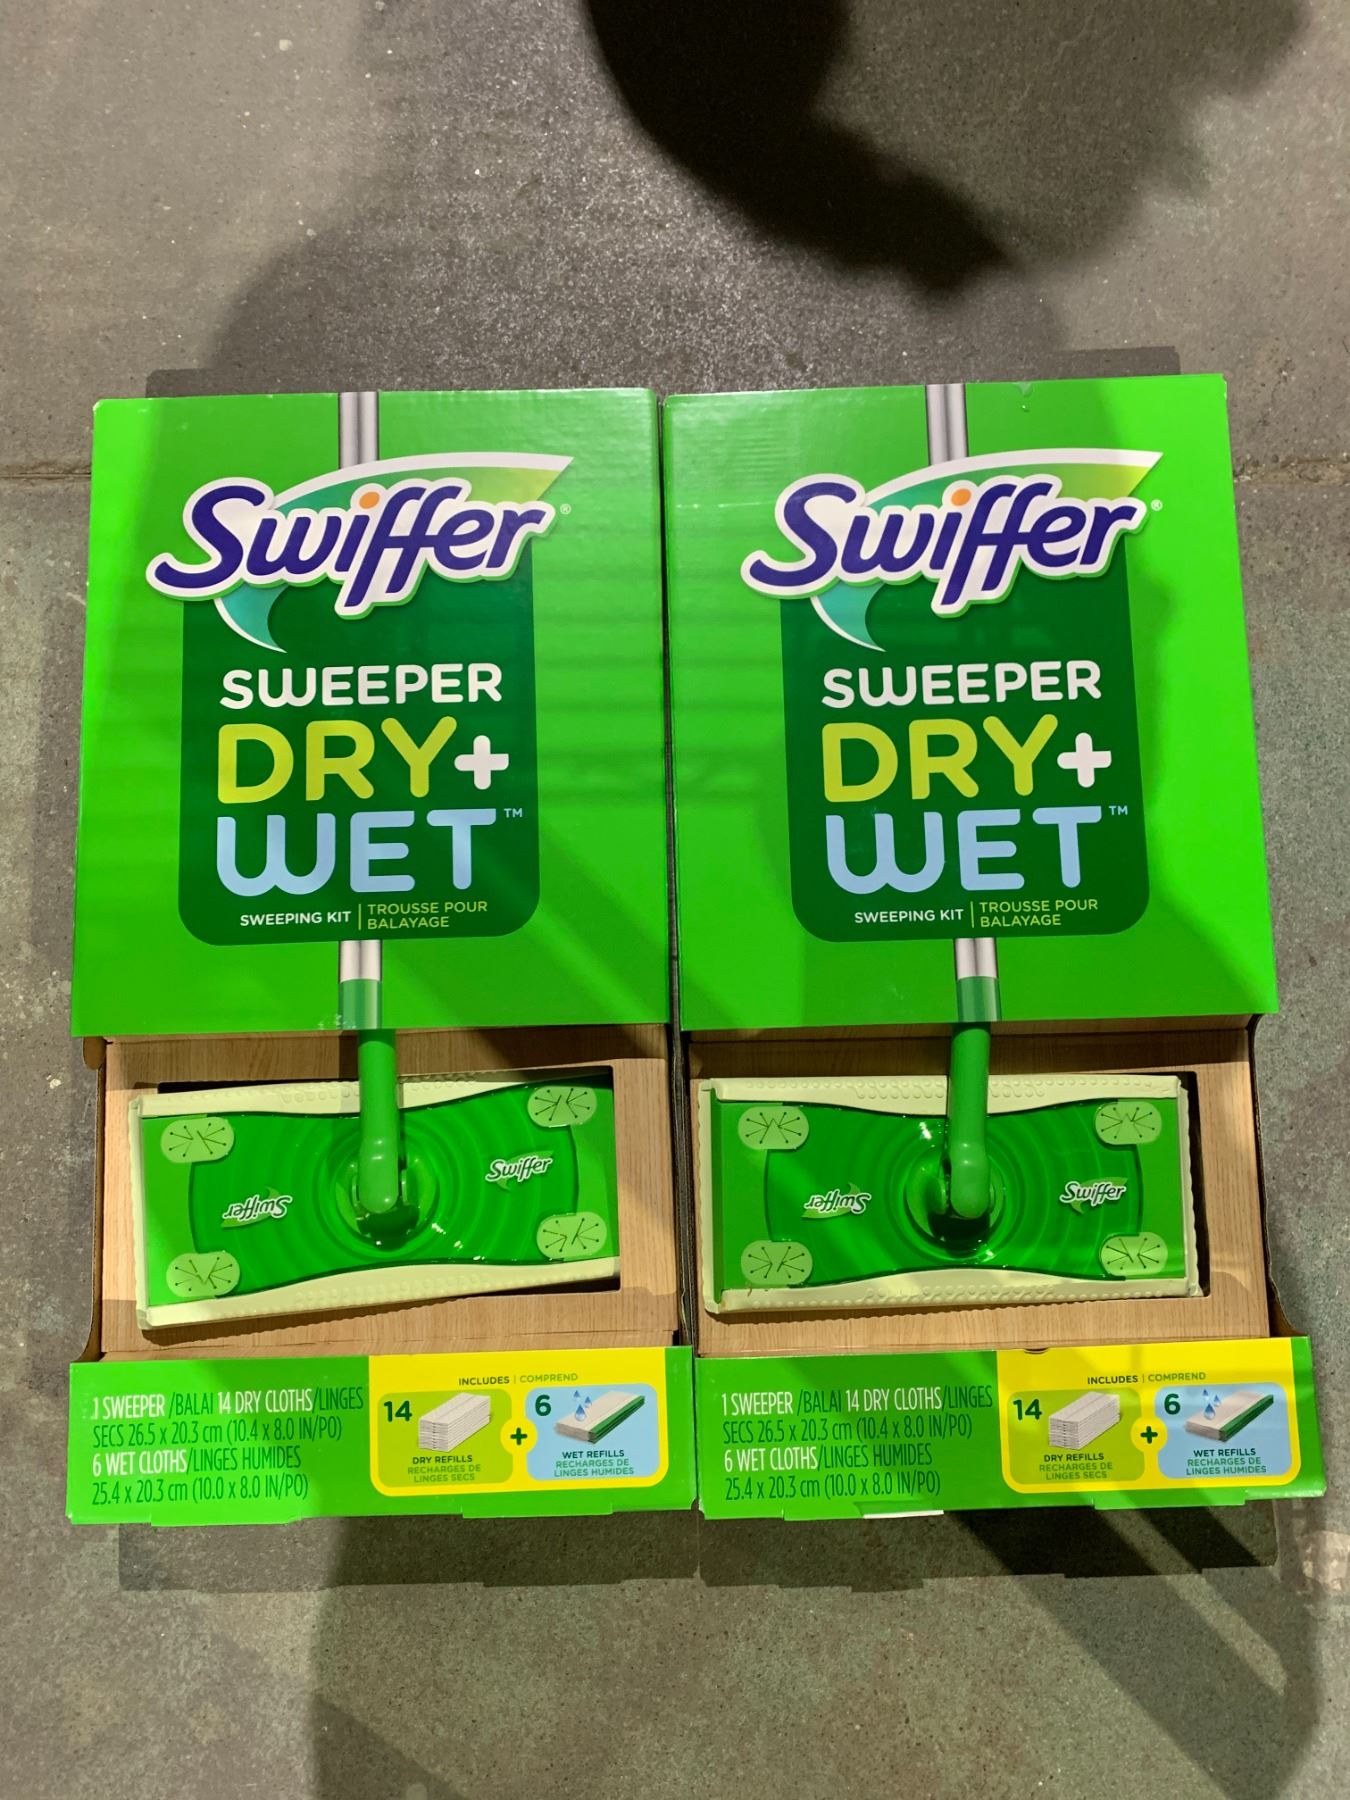 Swiffer®
SWEEPER
DRY+
WET™
SWEEPING KIT | TROUSSE POUR
BALAYAGE
Swiffer
Swiffer
1 SWEEPER/BALAI 14 DRY CLOTHS/LINGES
SECS 26.5 x 20.3 cm (10.4 x 8.0 IN/PO)
6 WET CLOTHS/LINGES HUMIDES
25.4 x 20.3 cm (10.0 x 8.0 IN/PO)
INCLUDES | COMPREND
14
DRY REFILLS
RECHARGES DE
LINGES SECS
+
6
WET REFILLS
RECHARGES DE
LINGES HUMIDES
Swiffer®
SWEEPER
DRY+
WET™
SWEEPING KIT | TROUSSE POUR
BALAYAGE
Swiffer
Swiffer
1 SWEEPER/BALAI 14 DRY CLOTHS/LINGES
SECS 26.5 x 20.3 cm (10.4 x 8.0 IN/PO)
6 WET CLOTHS/LINGES HUMIDES
25.4 x 20.3 cm (10.0 x 8.0 IN/PO)
INCLUDES | COMPREND
14
DRY REFILLS
RECHARGES DE
LINGES SECS
+
6
WET REFILLS
RECHARGES DE
LINGES HUMIDES